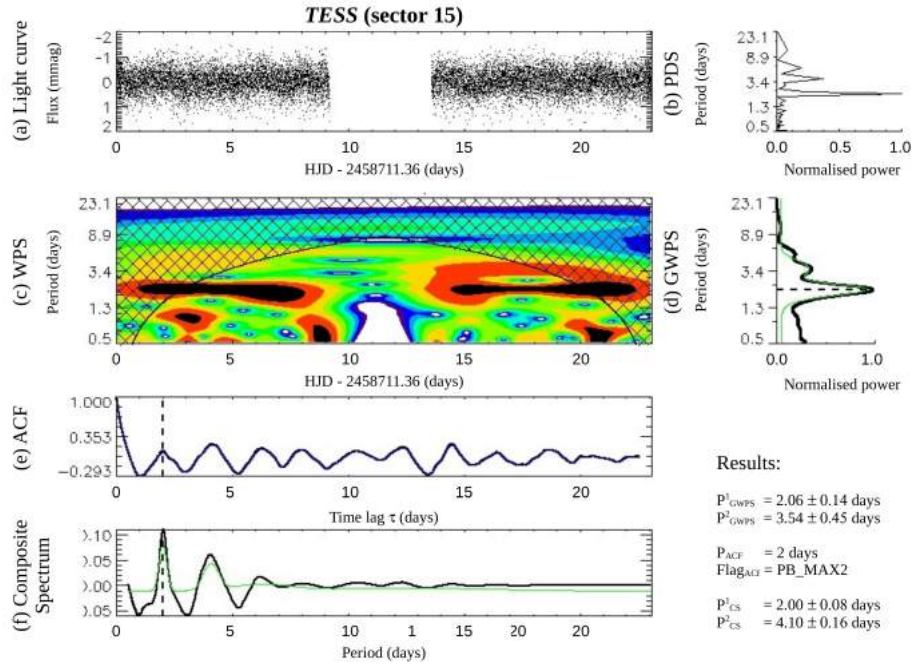 TESS (sector 15)
(a) Light curve
Flux (mmag)
-2
-1
0
1
2
0 5 10 15 20
HJD - 2458711.36 (days)
(b) PDS
Period (days)
23.1
8.9
3.4
1.3
0.5
0.0 0.5 1.0
Normalised power
(c) WPS
Period (days)
23.1
8.9
3.4
1.3
0.5
0 5 10 15 20
HJD - 2458711.36 (days)
(d) GWPS
Period (days)
23.1
8.9
3.4
1.3
0.5
0.0 1.0
Normalised power
(e) ACF
1.000
0.353
-0.293
0 5 10 15 20
Time lag τ (days)
(f) Composite
Spectrum
0.10
0.05
0.00
0.05
0 5 10 1 15 20
Period (days)
Results:
P¹GWPS = 2.06 ± 0.14 days
P²GWPS = 3.54 ± 0.45 days
PACF = 2 days
FlagACf = PB_MAX2
P¹CS = 2.00 ± 0.08 days
P²CS = 4.10 ± 0.16 days